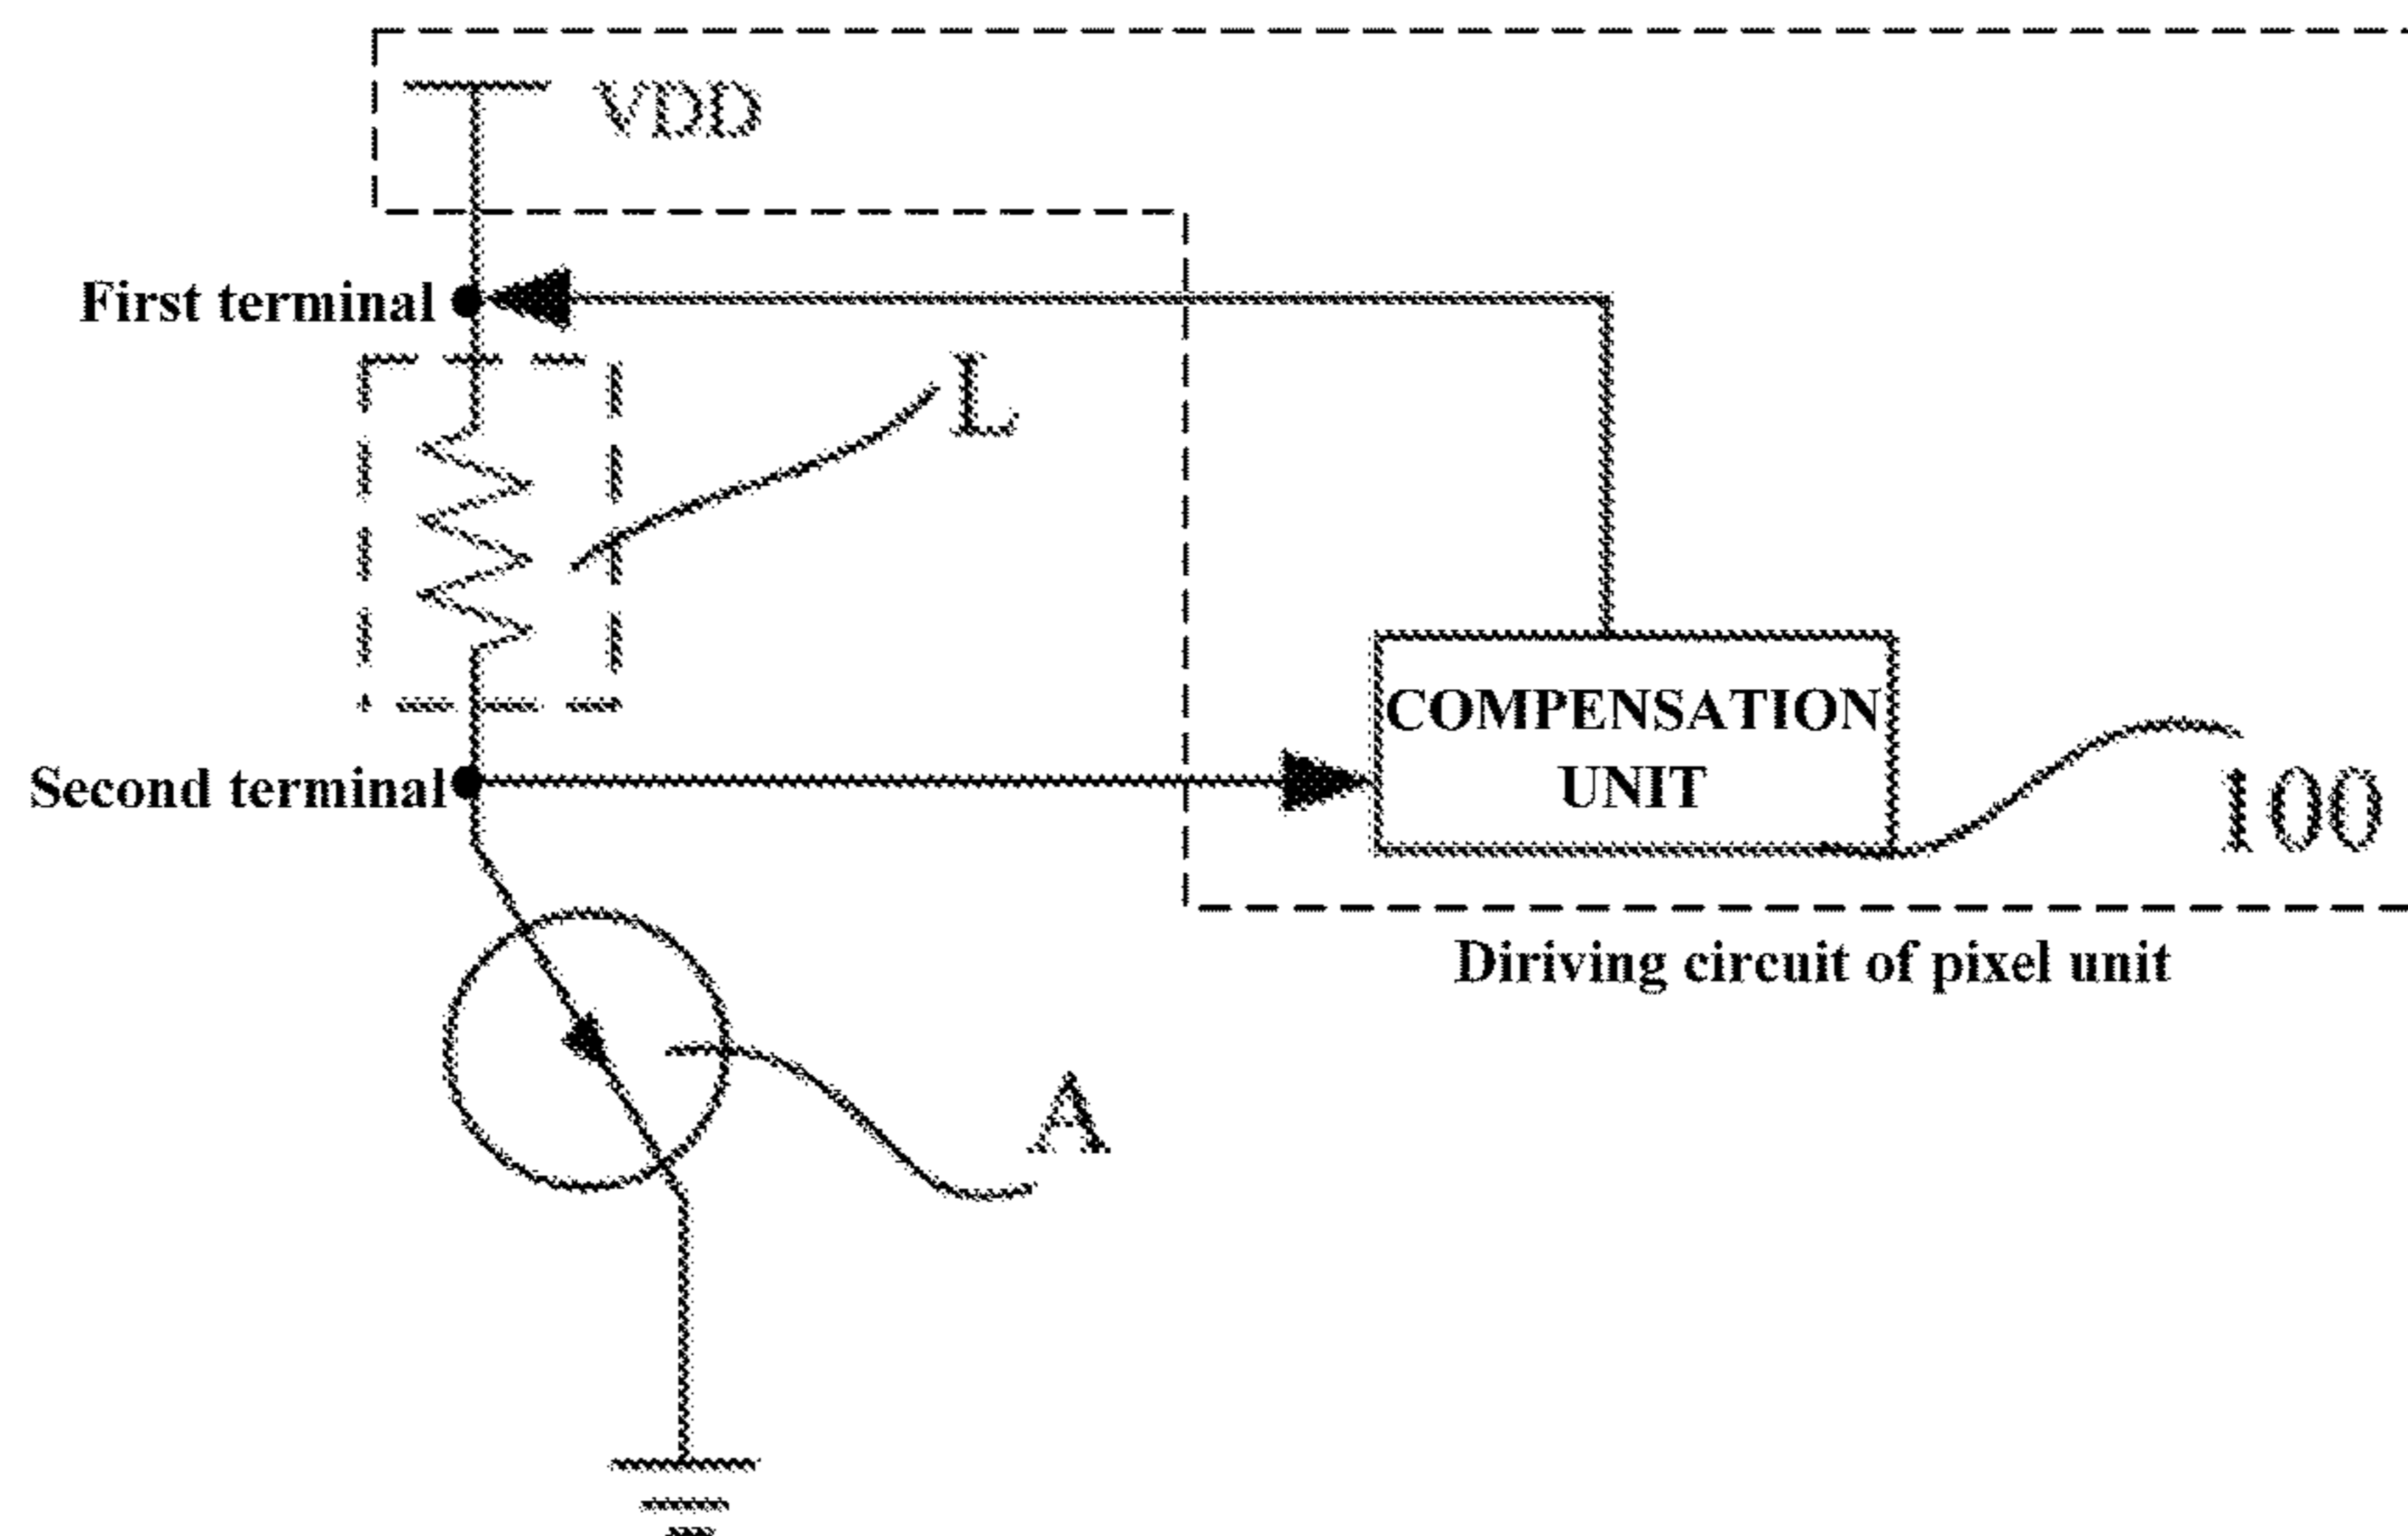 VDD
First terminal
L
COMPENSATION
UNIT
Second terminal
100
Diriving circuit of pixel unit
A